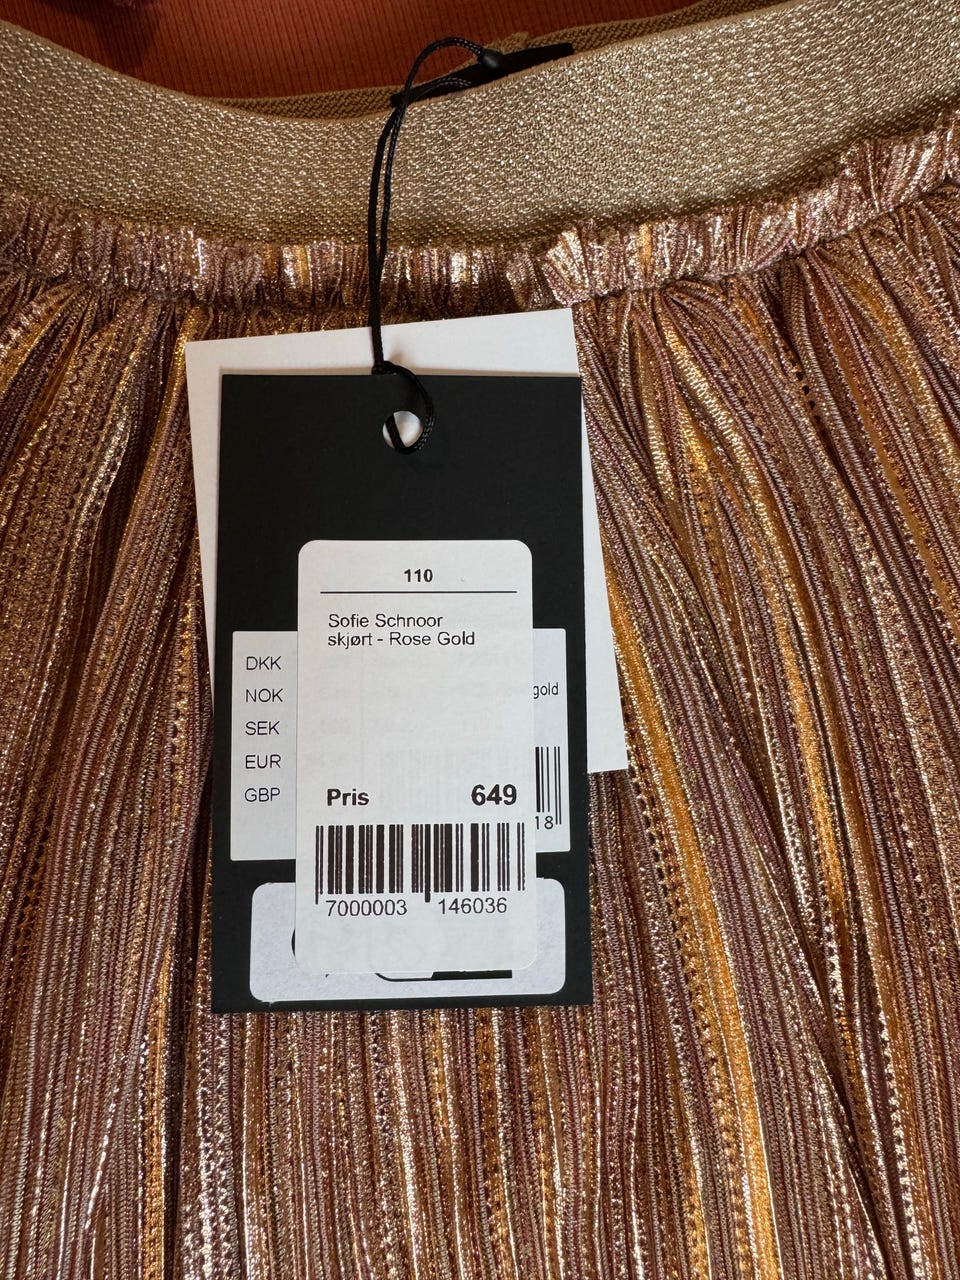 110
Sofie Schnoor
skjørt - Rose Gold
DKK
NOK
gold
SEK
EUR
GBP
Pris 649
18
7000003 146036